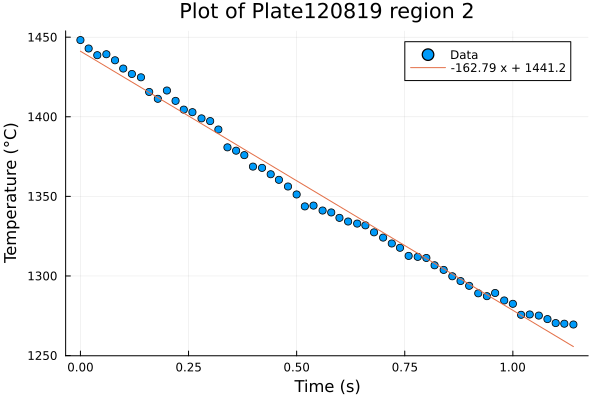 Plot of Plate120819 region 2
Data
-162.79 x + 1441.2
Temperature (°C)
1450
1400
1350
1300
1250
0.00 0.25 0.50 0.75 1.00
Time (s)